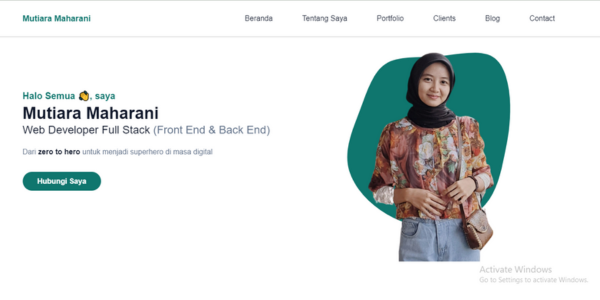 Mutiara Maharani
Beranda Tentang Saya Portfolio Clients Blog Contact
Halo Semua 👋, saya
Mutiara Maharani
Web Developer Full Stack (Front End & Back End)
Dari zero to hero untuk menjadi superhero di masa digital
Hubungi Saya
Activate Windows
Go to Settings to activate Windows.